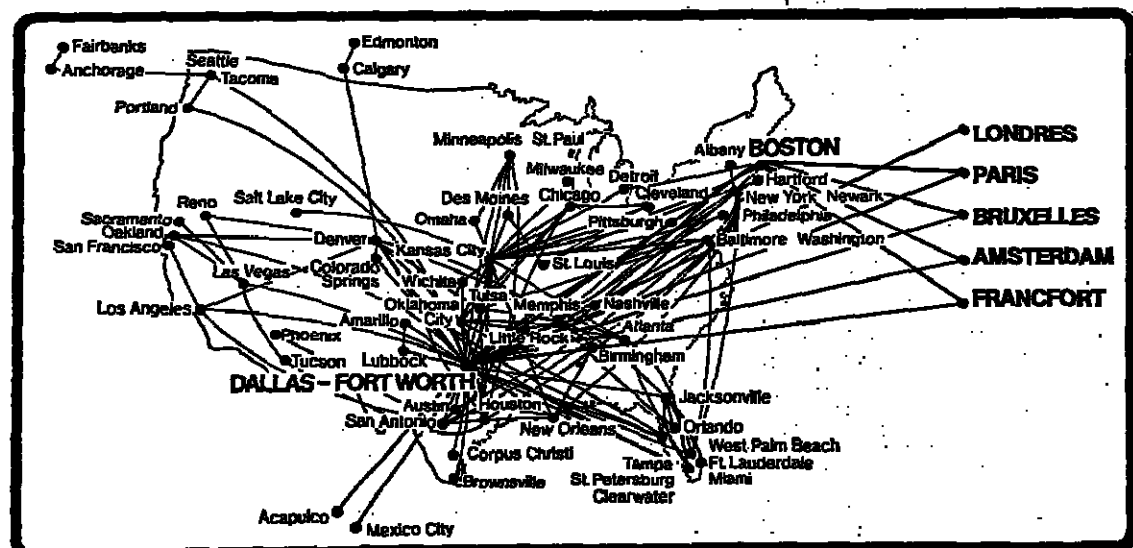 Fairbanks
Edmonton
Seattle
Anchorage
Tacoma
Calgary
Portland
Minneapolis St. Paul
Albany BOSTON
LONDRES
Milwaukee
Detroit
Hartford
PARIS
Salt Lake City
Des Moines
Chicago
Cleveland
New York Newark
Reno
Sacramento
Omaha
Pittsburgh
Philadelphia
BRUXELLES
Oakland
Denver
Kansas City
Baltimore Washington
San Francisco
Las Vegas
Colorado
Springs
St. Louis
AMSTERDAM
Wichita
Tulsa
Los Angeles
Oklahoma
City
Memphis
Nashville
FRANCFORT
Amarillo
Atlanta
Phoenix
Little Rock
Tucson
Lubbock
Birmingham
DALLAS - FORT WORTH
Austin
Houston
Jacksonville
San Antonio
New Orleans
Orlando
Corpus Christi
West Palm Beach
Tampa
Ft. Lauderdale
Brownsville
St. Petersburg
Miami
Clearwater
Acapulco
Mexico City